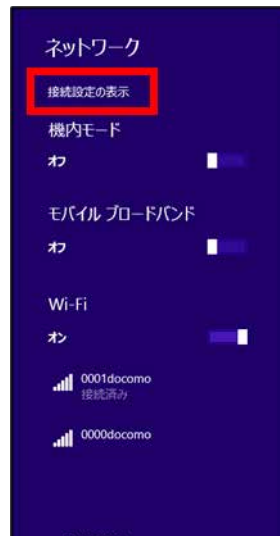 ネットワーク
接続設定の表示
機内モード
オフ
モバイル ブロードバンド
オフ
Wi-Fi
オン
0001docomo
接続済み
0000docomo